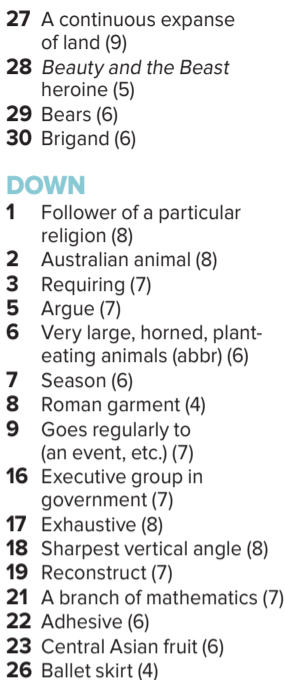 27 A continuous expanse
of land (9)
28 Beauty and the Beast
heroine (5)
29 Bears (6)
30 Brigand (6)
DOWN
1 Follower of a particular
religion (8)
2 Australian animal (8)
3 Requiring (7)
5 Argue (7)
6 Very large, horned, plant-
eating animals (abbr) (6)
7 Season (6)
8 Roman garment (4)
9 Goes regularly to
(an event, etc.) (7)
16 Executive group in
government (7)
17 Exhaustive (8)
18 Sharpest vertical angle (8)
19 Reconstruct (7)
21 A branch of mathematics (7)
22 Adhesive (6)
23 Central Asian fruit (6)
26 Ballet skirt (4)